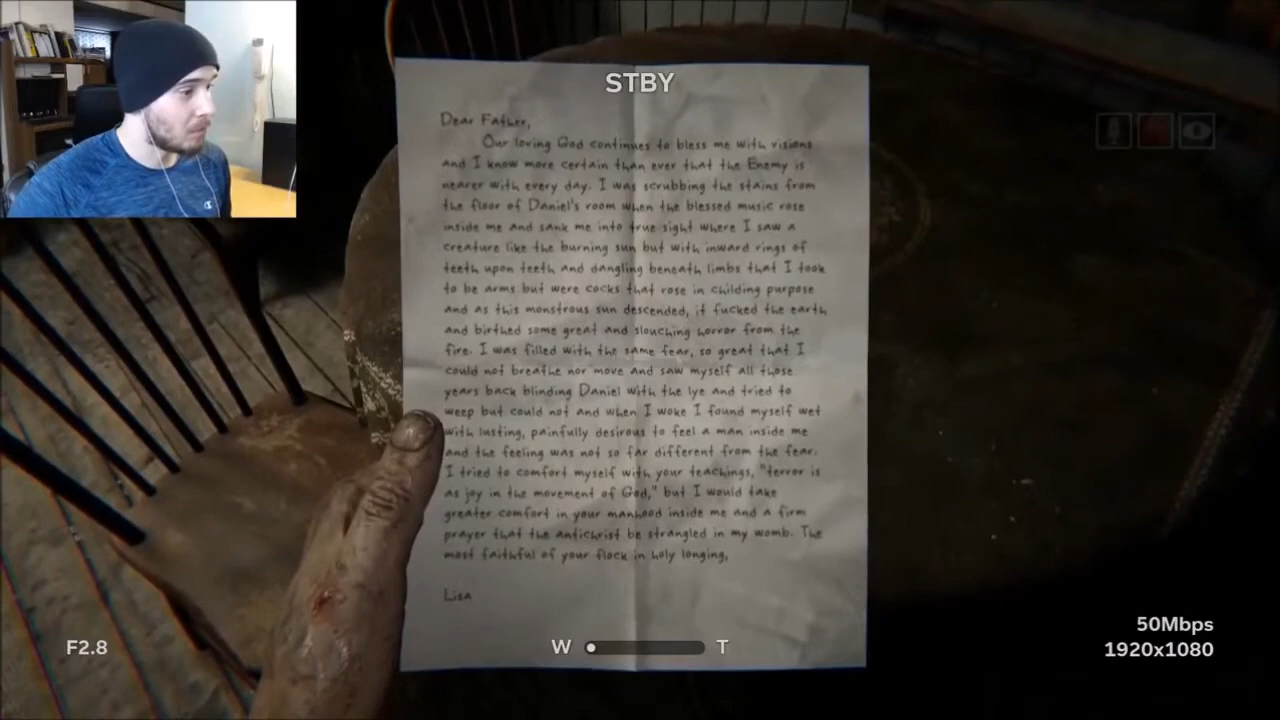 STBY
Dear Father,
Our loving God continues to bless me with visions
and I know more certain than ever that the Enemy is
nearer with every day. I was scrubbing the stains from
the floor of Daniel's room when the blessed music rose
inside me and sank me into true sight where I saw a
creature like the burning sun but with inward rings of
teeth upon teeth and dangling beneath limbs that I took
to be arms but were cocks that rose in childing purpose
and as this monstrous sun descended, it fucked the earth
and birthed some great and slouching horror from the
fire. I was filled with the same fear, so great that I
could not breathe nor move and saw myself all those
years back blinding Daniel with the lye and tried to
weep but could not and when I woke I found myself wet
with lusting, painfully desirous to feel a man inside me
and the feeling was not so far different from the fear.
I tried to comfort myself with your teachings, "terror is
as joy in the movement of God," but I would take
greater comfort in your manhood inside me and a firm
prayer that the antichrist be strangled in my womb. The
most faithful of your flock in holy longing,
Lisa
F2.8
W T
50Mbps
1920x1080